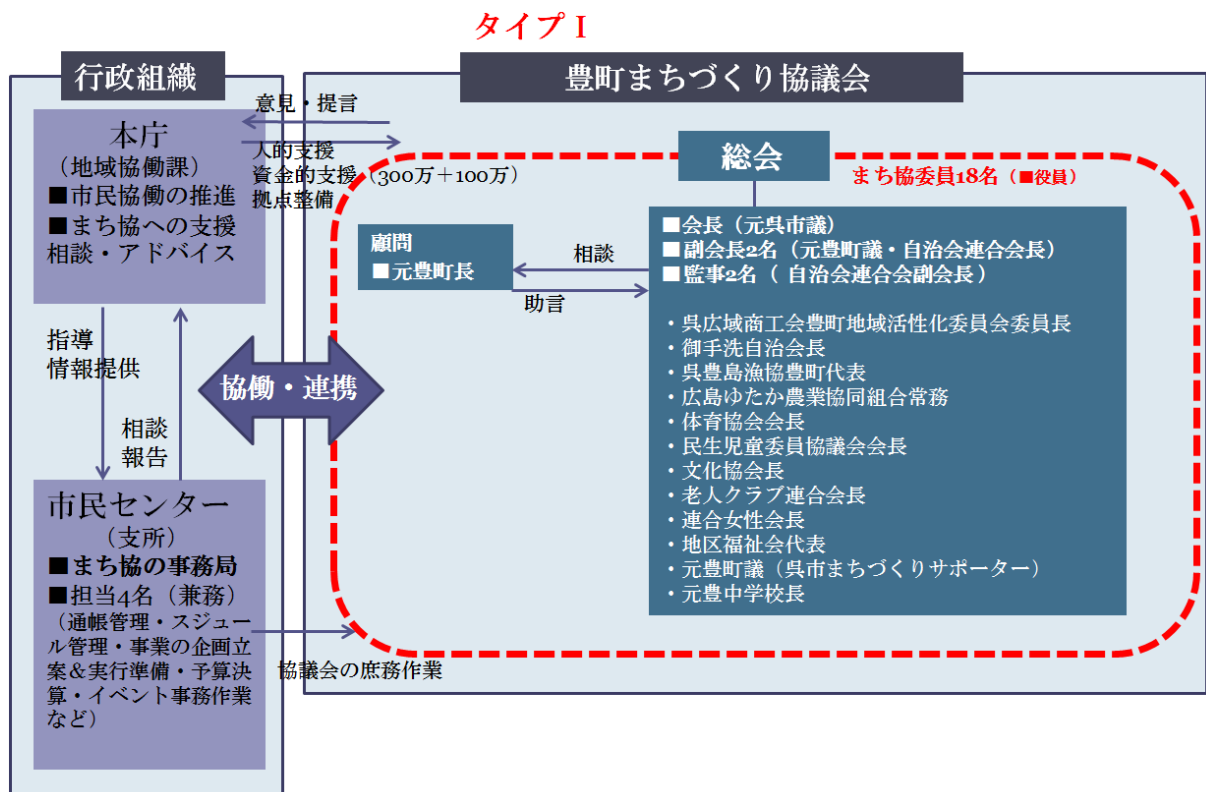 タイプⅠ
行政組織
本庁
（地域協働課）
■市民協働の推進
■まち協への支援
相談・アドバイス
指導
情報提供
相談
報告
市民センター
（支所）
■まち協の事務局
■担当4名（兼務）
（通帳管理・スジュー
ル管理・事業の企画立
案＆実行準備・予算決
算・イベント事務作業
など）
意見・提言
人的支援
資金的支援（300万＋100万）
拠点整備
協働・連携
協議会の庶務作業
豊町まちづくり協議会
総会
まち協委員18名（■役員）
顧問
■元豊町長
相談
助言
■会長（元呉市議）
■副会長2名（元豊町議・自治会連合会長）
■監事2名（ 自治会連合会副会長 ）
・呉広域商工会豊町地域活性化委員会委員長
・御手洗自治会長
・呉豊島漁協豊町代表
・広島ゆたか農業協同組合常務
・体育協会会長
・民生児童委員協議会会長
・文化協会長
・老人クラブ連合会長
・連合女性会長
・地区福祉会代表
・元豊町議（呉市まちづくりサポーター）
・元豊中学校長